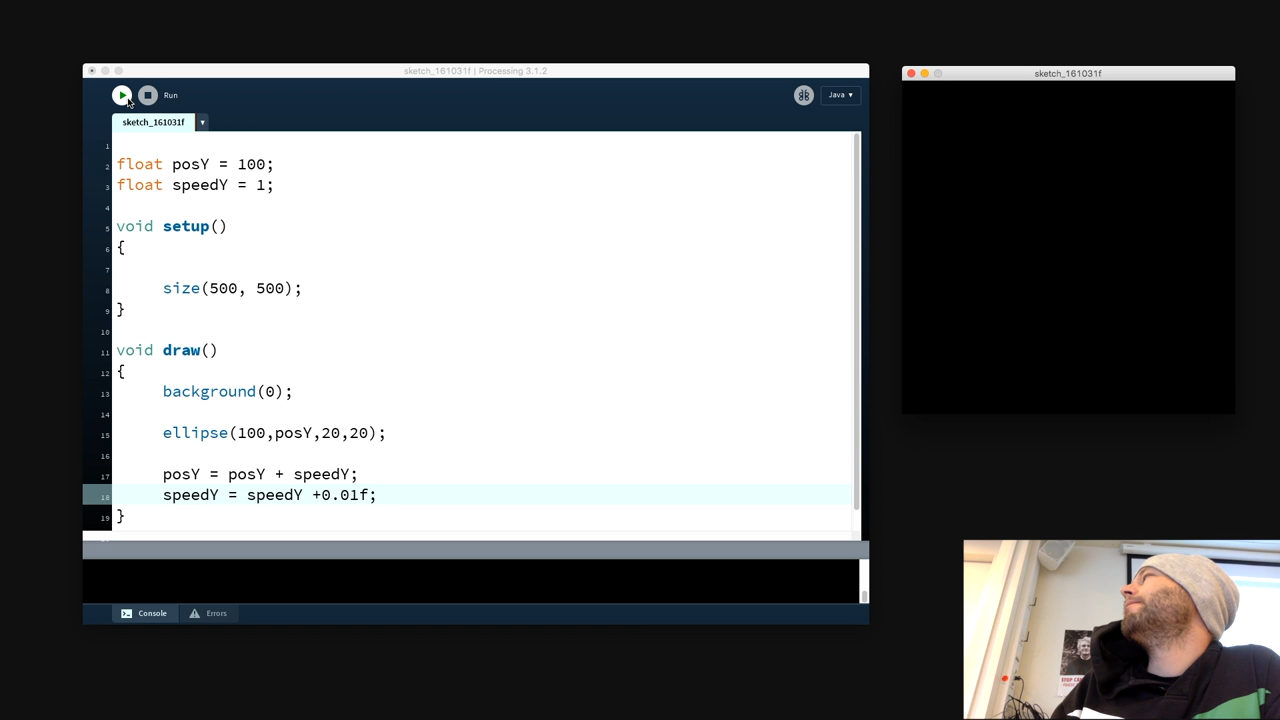 sketch_161031f | Processing 3.1.2
Run
Java ▾
sketch_161031f
1
2 float posY = 100;
3 float speedY = 1;
4
5 void setup()
6 {
7
8 size(500, 500);
9 }
10
11 void draw()
12 {
13 background(0);
14
15 ellipse(100,posY,20,20);
16
17 posY = posY + speedY;
18 speedY = speedY +0.01f;
19 }
Console
Errors
sketch_161031f
STOP